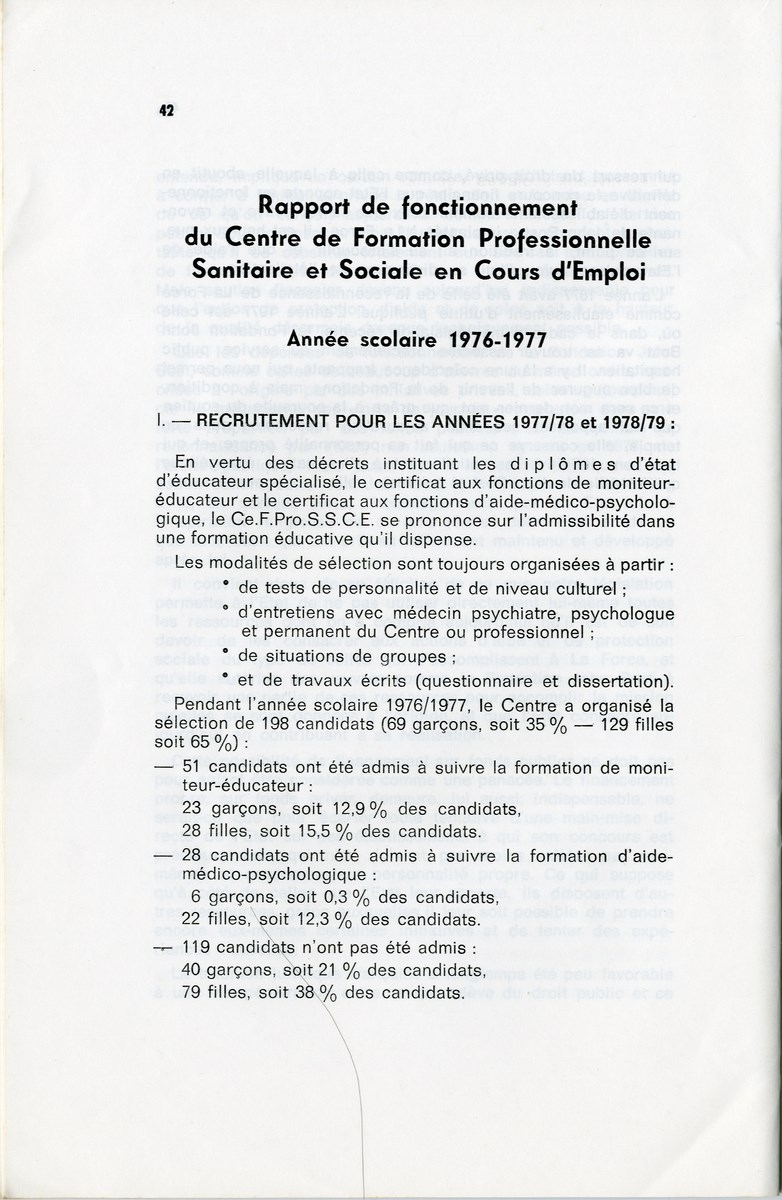 42
Rapport de fonctionnement
du Centre de Formation Professionnelle
Sanitaire et Sociale en Cours d'Emploi
Année scolaire 1976-1977
I. — RECRUTEMENT POUR LES ANNÉES 1977/78 et 1978/79 :
En vertu des décrets instituant les diplômes d'état
d'éducateur spécialisé, le certificat aux fonctions de moniteur-
éducateur et le certificat aux fonctions d'aide-médico-psycholo-
gique, le Ce.F.Pro.S.S.C.E. se prononce sur l'admissibilité dans
une formation éducative qu'il dispense.
Les modalités de sélection sont toujours organisées à partir :
° de tests de personnalité et de niveau culturel ;
° d'entretiens avec médecin psychiatre, psychologue
et permanent du Centre ou professionnel ;
° de situations de groupes ;
° et de travaux écrits (questionnaire et dissertation).
Pendant l'année scolaire 1976/1977, le Centre a organisé la
sélection de 198 candidats (69 garçons, soit 35 % — 129 filles
soit 65 %) :
— 51 candidats ont été admis à suivre la formation de moni-
teur-éducateur :
23 garçons, soit 12,9 % des candidats,
28 filles, soit 15,5 % des candidats.
— 28 candidats ont été admis à suivre la formation d'aide-
médico-psychologique :
6 garçons, soit 0,3 % des candidats,
22 filles, soit 12,3 % des candidats.
— 119 candidats n'ont pas été admis :
40 garçons, soit 21 % des candidats,
79 filles, soit 38 % des candidats.